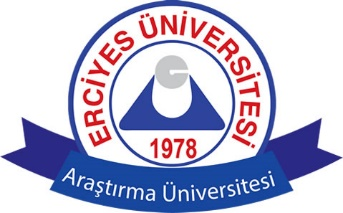 ERCİYES ÜNİVERSİTESİ
1978
Araştırma Üniversitesi